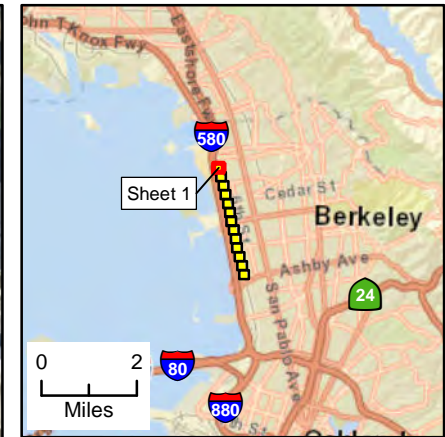 ohn T Knox Fwy
Eastshore Fwy
580
Sheet 1
6th St
Cedar St
Berkeley
Ashby Ave
24
San Pablo Ave
0 2
Miles
80
880